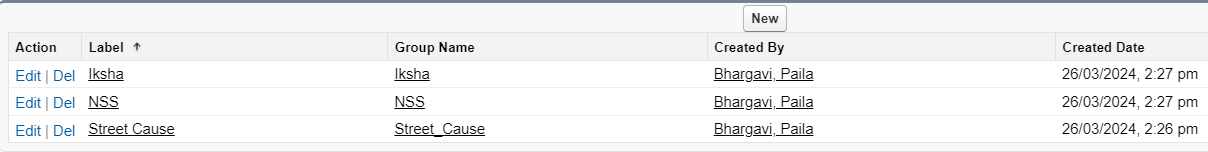 New
Action Label ↑ Group Name Created By Created Date
Edit | Del Iksha Iksha Bhargavi, Paila 26/03/2024, 2:27 pm
Edit | Del NSS NSS Bhargavi, Paila 26/03/2024, 2:27 pm
Edit | Del Street Cause Street_Cause Bhargavi, Paila 26/03/2024, 2:26 pm